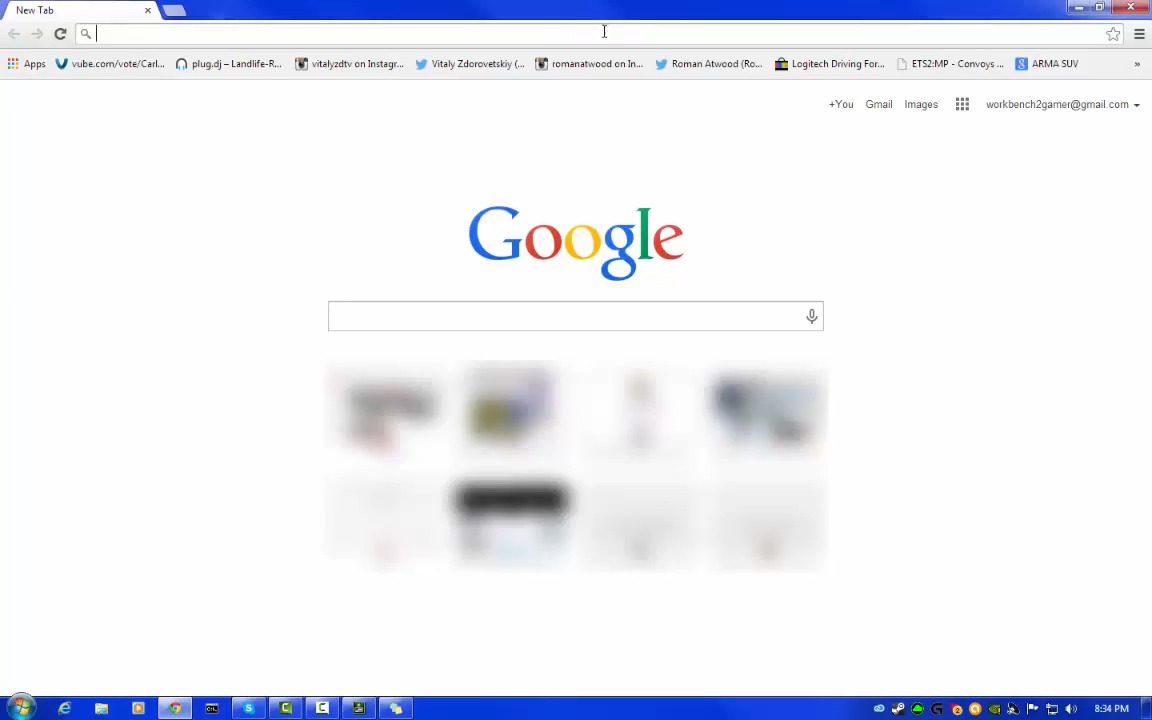 New Tab
Apps vube.com/vote/Carl... plug.dj – Landlife-R... vitalyzdtv on Instagr... Vitaly Zdorovetskiy (... romanatwood on In... Roman Atwood (Ro... Logitech Driving For... ETS2:MP - Convoys ... ARMA SUV »
+You Gmail Images workbench2gamer@gmail.com
Google
8:34 PM